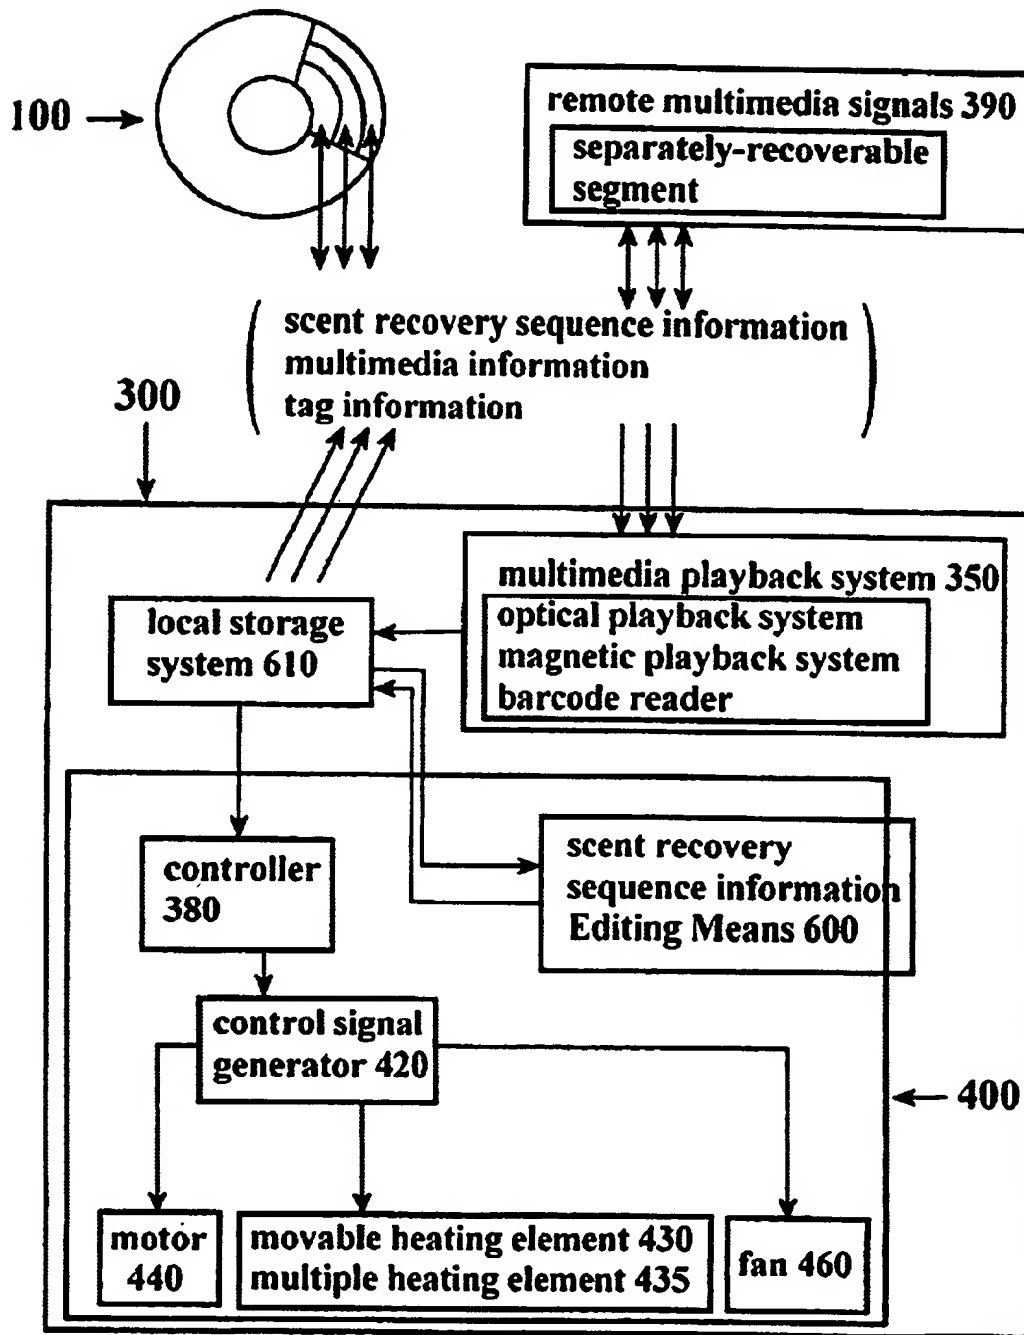 100
remote multimedia signals 390
separately-recoverable
segment
scent recovery sequence information
multimedia information
tag information
300
multimedia playback system 350
optical playback system
magnetic playback system
barcode reader
local storage
system 610
controller
380
scent recovery
sequence information
Editing Means 600
control signal
generator 420
400
motor
440
movable heating element 430
multiple heating element 435
fan 460